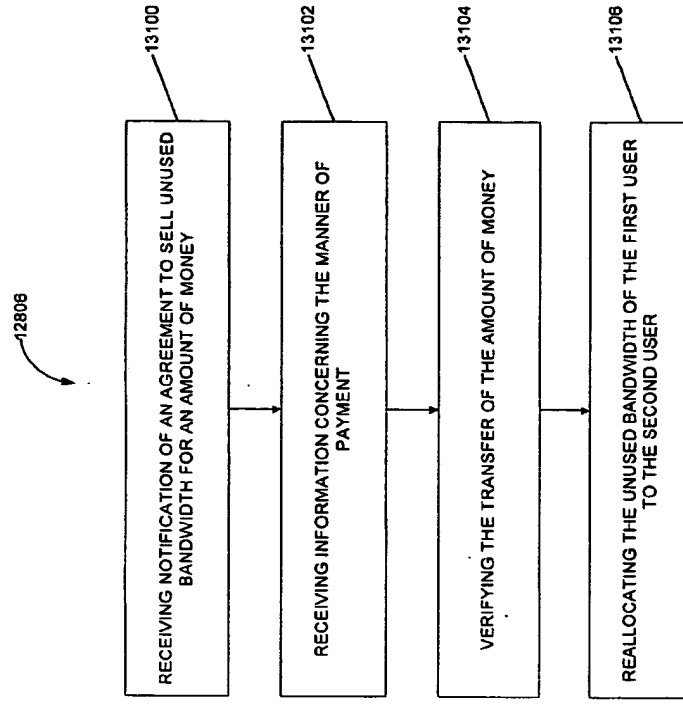 12806
RECEIVING NOTIFICATION OF AN AGREEMENT TO SELL UNUSED
BANDWIDTH FOR AN AMOUNT OF MONEY
13100
RECEIVING INFORMATION CONCERNING THE MANNER OF
PAYMENT
13102
VERIFYING THE TRANSFER OF THE AMOUNT OF MONEY
13104
REALLOCATING THE UNUSED BANDWIDTH OF THE FIRST USER
TO THE SECOND USER
13106